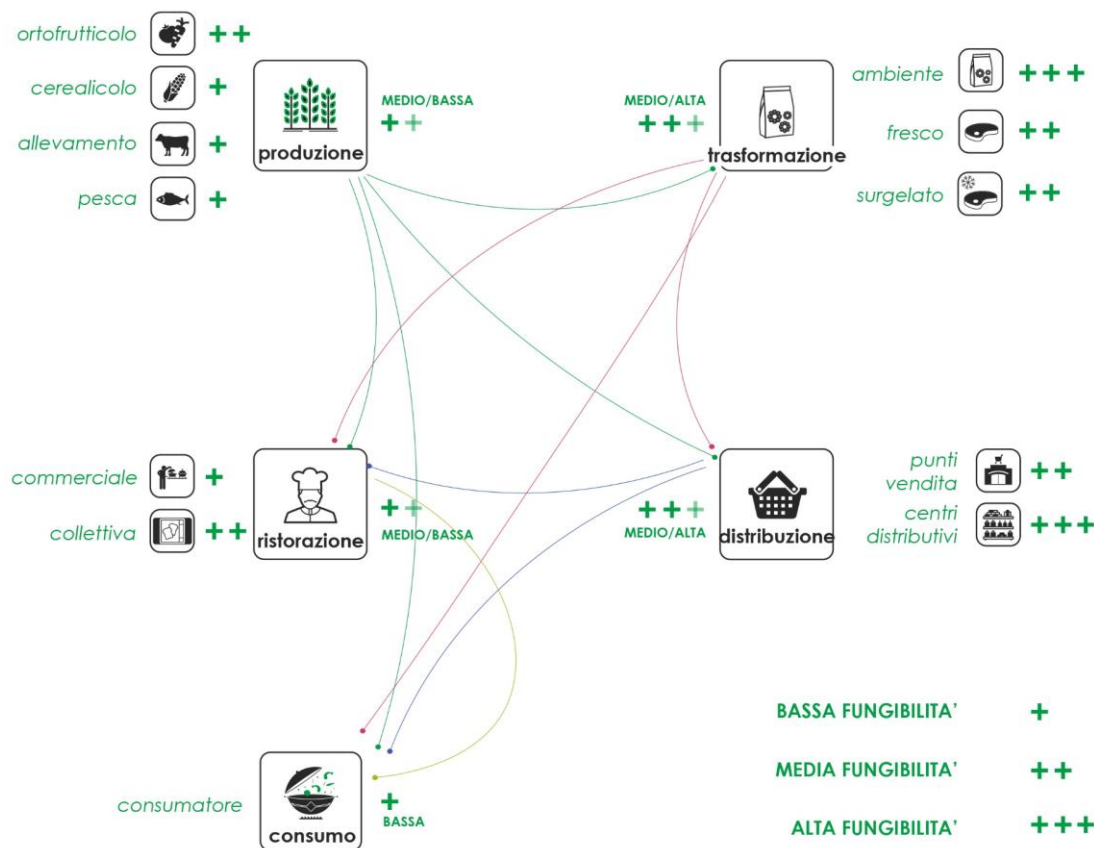 ortofrutticolo ++
cerealicolo +
allevamento +
pesca +
produzione
MEDIO/BASSA
++
MEDIO/ALTA
+++
trasformazione
ambiente +++
fresco ++
surgelato ++
commerciale +
collettiva ++
ristorazione
++
MEDIO/BASSA
+++
MEDIO/ALTA
distribuzione
punti
vendita ++
centri
distributivi +++
consumatore
consumo
+
BASSA
BASSA FUNGIBILITA’ +
MEDIA FUNGIBILITA’ ++
ALTA FUNGIBILITA’ +++